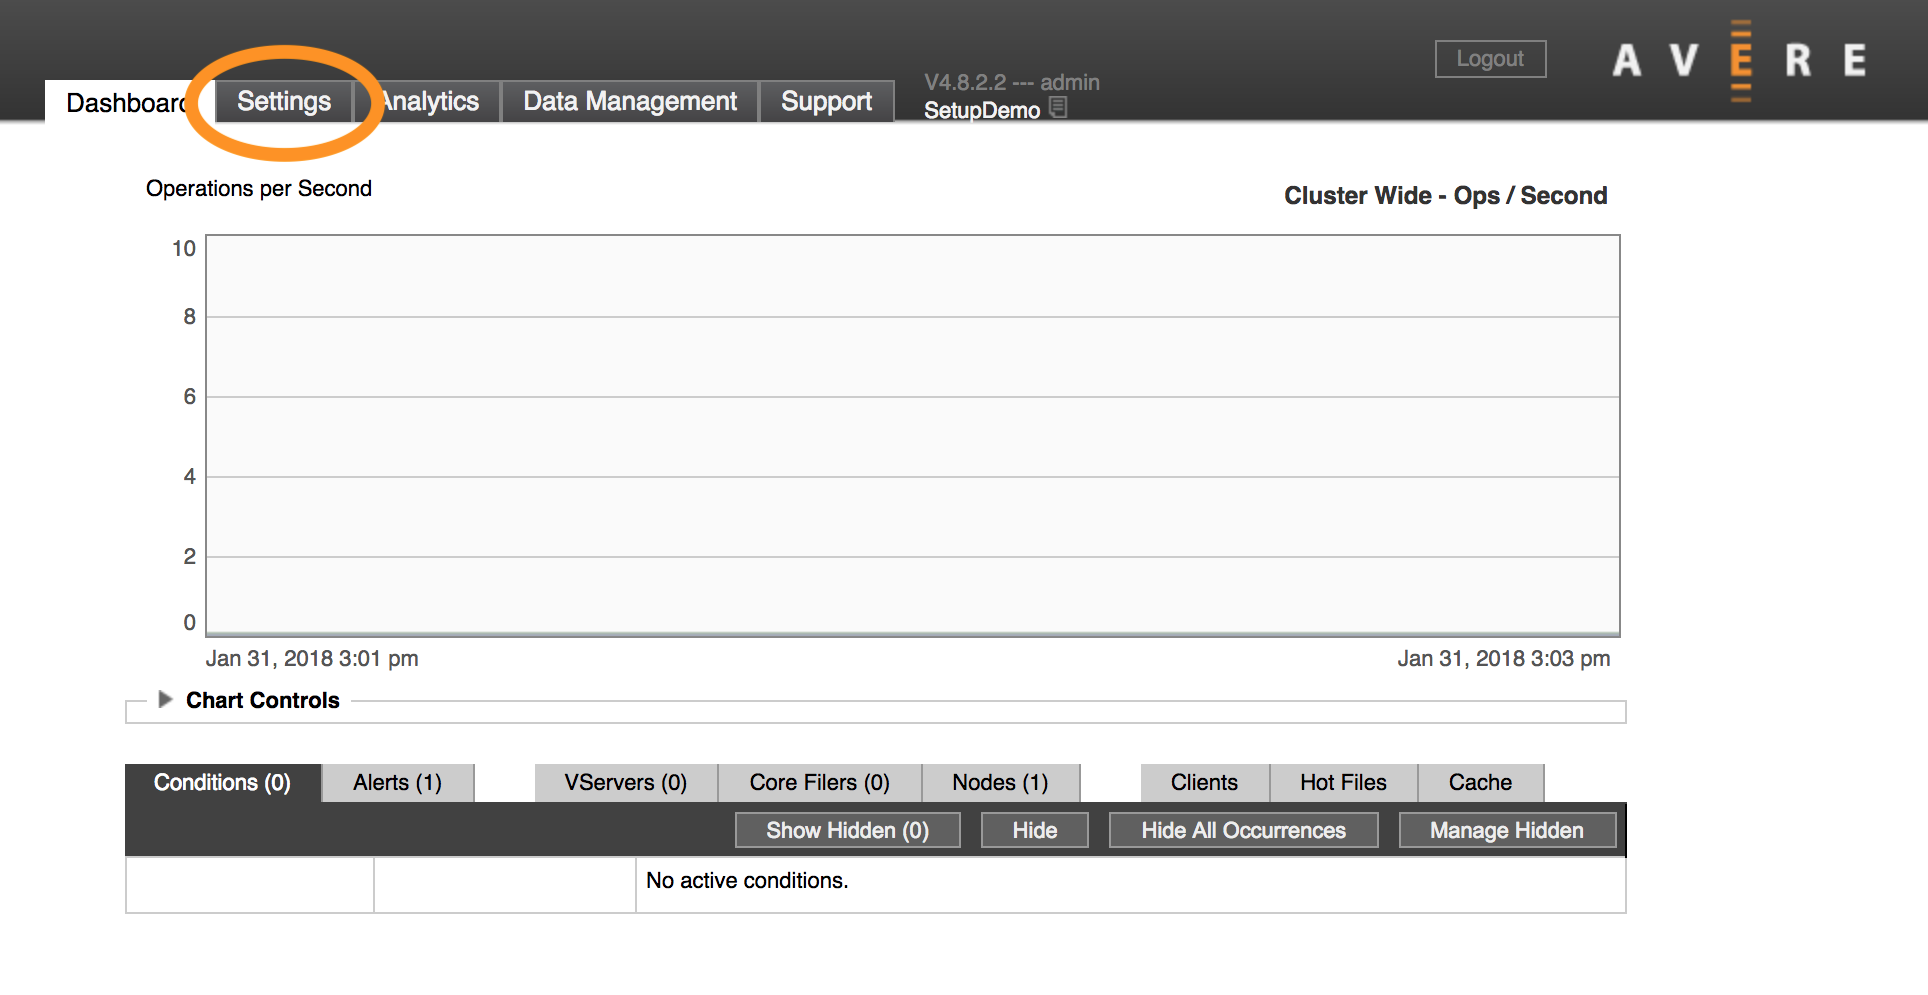 Logout
AVERE
V4.8.2.2 --- admin
Dashboard Settings Analytics Data Management Support
SetupDemo
Operations per Second
Cluster Wide - Ops / Second
10
8
6
4
2
0
Jan 31, 2018 3:01 pm Jan 31, 2018 3:03 pm
Chart Controls
Conditions (0) Alerts (1) VServers (0) Core Filers (0) Nodes (1) Clients Hot Files Cache
Show Hidden (0) Hide Hide All Occurrences Manage Hidden
No active conditions.